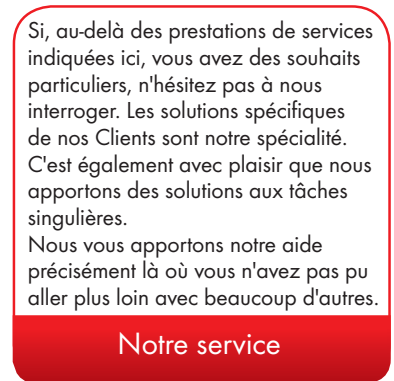 Si, au-delà des prestations de services
indiquées ici, vous avez des souhaits
particuliers, n'hésitez pas à nous
interroger. Les solutions spécifiques
de nos Clients sont notre spécialité.
C'est également avec plaisir que nous
apportons des solutions aux tâches
singulières.
Nous vous apportons notre aide
précisément là où vous n'avez pas pu
aller plus loin avec beaucoup d'autres.
Notre service